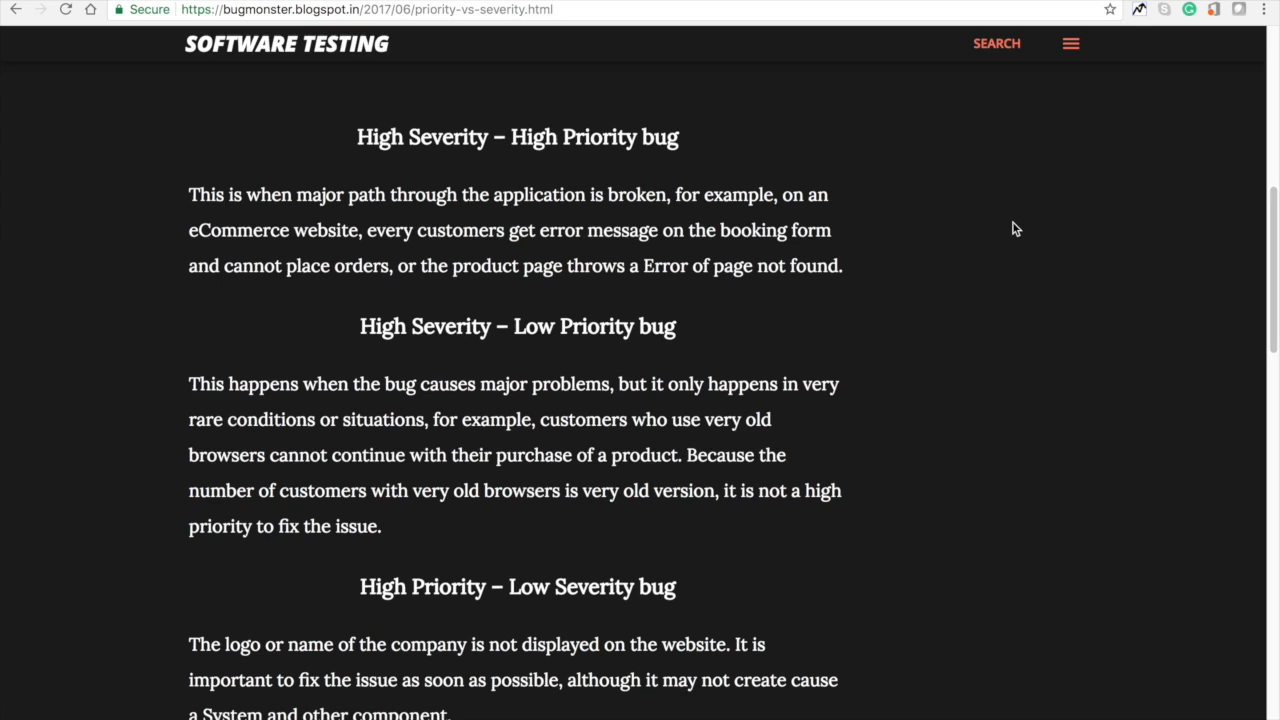 Secure https://bugmonster.blogspot.in/2017/06/priority-vs-severity.html
SOFTWARE TESTING
SEARCH
High Severity – High Priority bug
This is when major path through the application is broken, for example, on an
eCommerce website, every customers get error message on the booking form
and cannot place orders, or the product page throws a Error of page not found.
High Severity – Low Priority bug
This happens when the bug causes major problems, but it only happens in very
rare conditions or situations, for example, customers who use very old
browsers cannot continue with their purchase of a product. Because the
number of customers with very old browsers is very old version, it is not a high
priority to fix the issue.
High Priority – Low Severity bug
The logo or name of the company is not displayed on the website. It is
important to fix the issue as soon as possible, although it may not create cause
a System and other component.